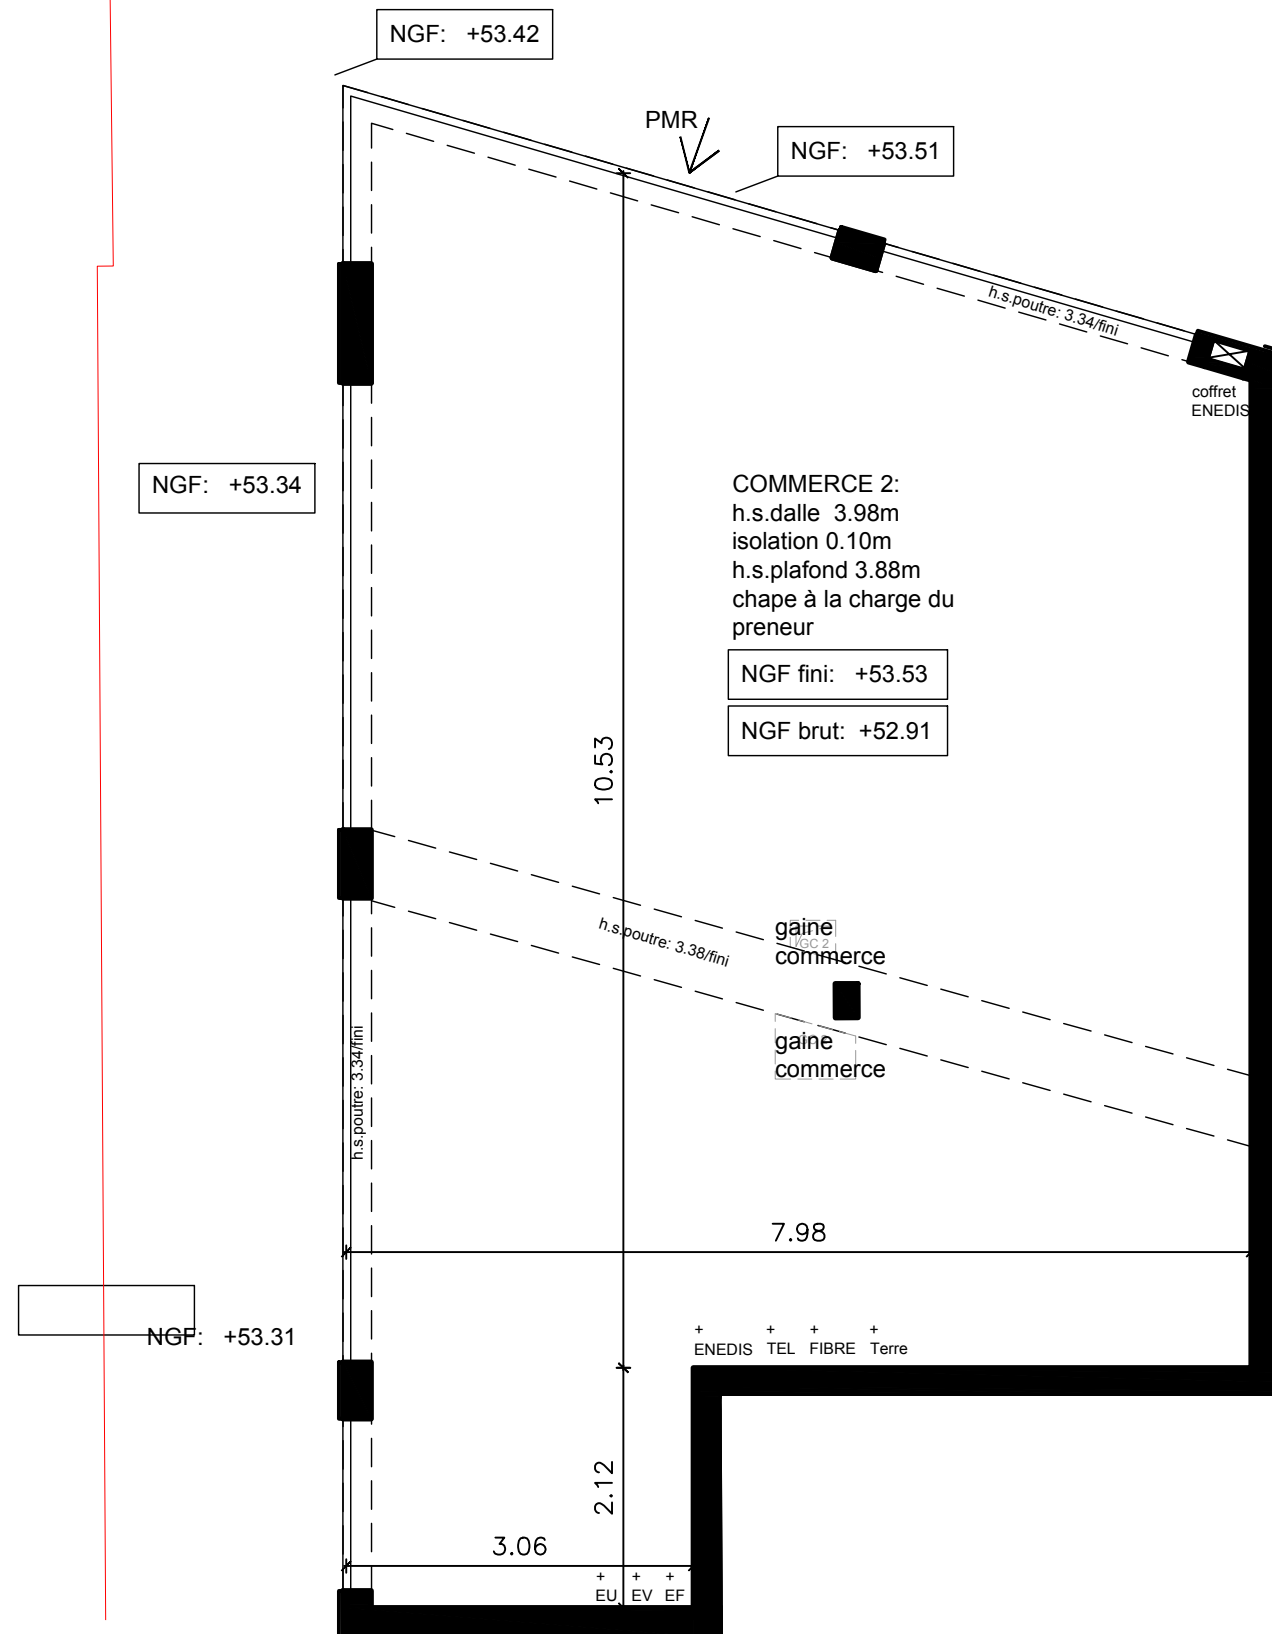 NGF: +53.42
PMR
NGF: +53.51
h.s.poutre: 3.34/fini
coffret
ENEDIS
NGF: +53.34
COMMERCE 2:
h.s.dalle 3.98m
isolation 0.10m
h.s.plafond 3.88m
chape à la charge du
preneur
NGF fini: +53.53
NGF brut: +52.91
10.53
gaine
GC 2
commerce
h.s.poutre: 3.38/fini
gaine
commerce
h.s.poutre: 3.34/fini
7.98
NGF: +53.31
+ + + +
ENEDIS TEL FIBRE Terre
2.12
3.06
+ + +
EU EV EF